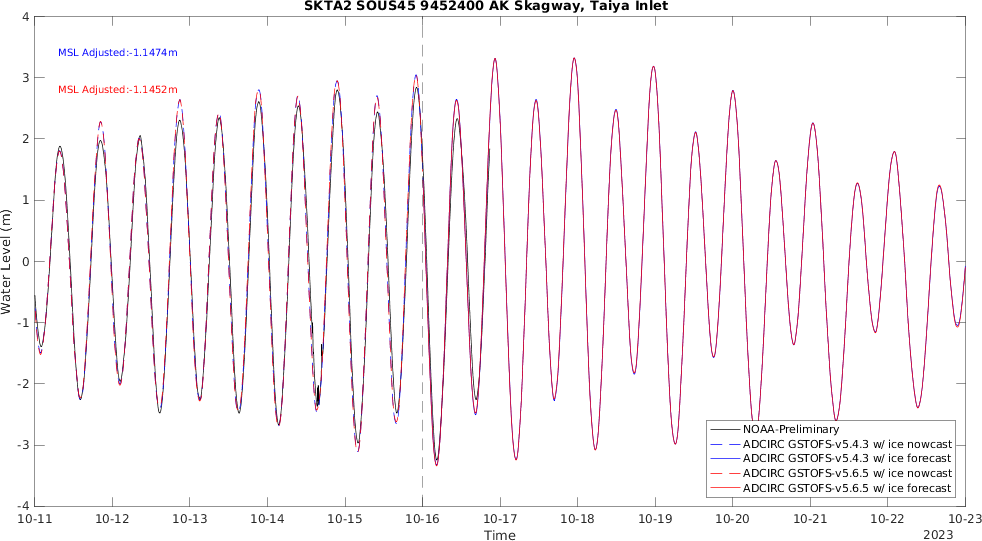 SKTA2 SOUS45 9452400 AK Skagway, Taiya Inlet
4
MSL Adjusted:-1.1474m
3
MSL Adjusted:-1.1452m
2
1
0
-1
-2
-3
-4
Water Level (m)
NOAA-Preliminary
ADCIRC GSTOFS-v5.4.3 w/ ice nowcast
ADCIRC GSTOFS-v5.4.3 w/ ice forecast
ADCIRC GSTOFS-v5.6.5 w/ ice nowcast
ADCIRC GSTOFS-v5.6.5 w/ ice forecast
10-11 10-12 10-13 10-14 10-15 10-16 10-17 10-18 10-19 10-20 10-21 10-22 10-23
Time
2023